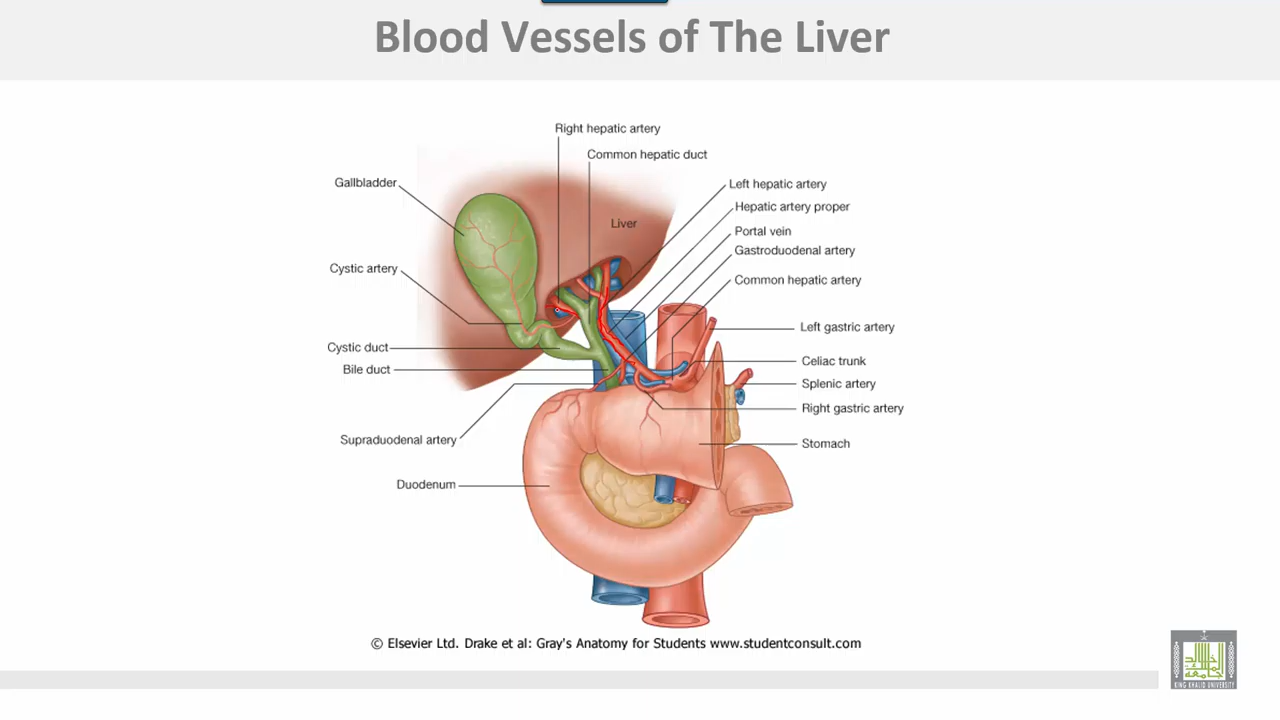 Blood Vessels of The Liver
Right hepatic artery
Common hepatic duct
Gallbladder
Left hepatic artery
Hepatic artery proper
Liver
Portal vein
Gastroduodenal artery
Cystic artery
Common hepatic artery
Left gastric artery
Cystic duct
Celiac trunk
Bile duct
Splenic artery
Right gastric artery
Supraduodenal artery
Stomach
Duodenum
© Elsevier Ltd. Drake et al: Gray's Anatomy for Students www.studentconsult.com
KING KHALID UNIVERSITY